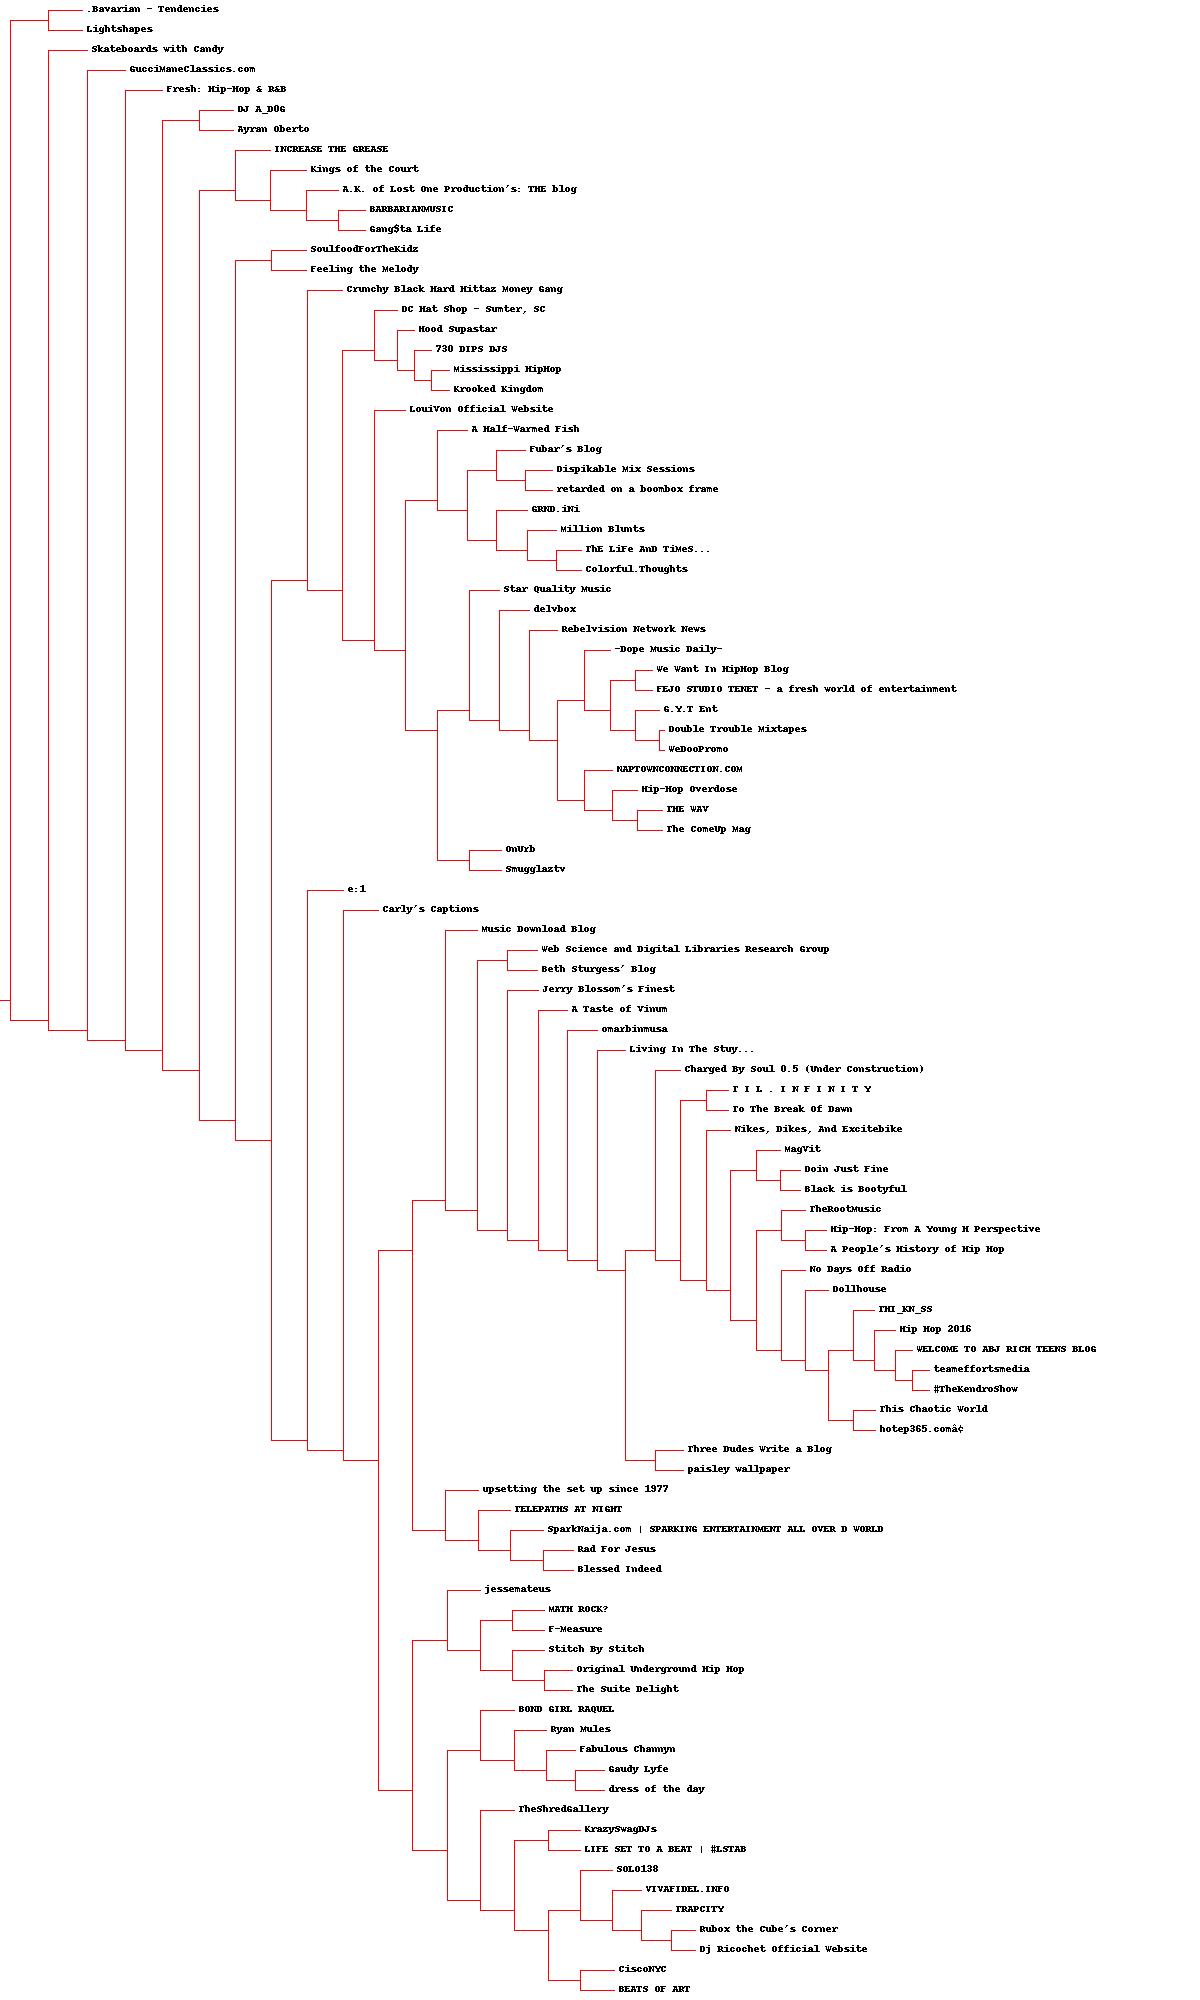 .Bavarian - Tendencies
Lightshapes
Skateboards with Candy
GucciManeClassics.com
Fresh: Hip-Hop & R&B
DJ A_D0G
Ayran Oberto
INCREASE THE GREASE
Kings of the Court
A.K. of Lost One Production's: THE blog
BARBARIANMUSIC
Gang$ta Life
SoulfoodForTheKidz
Feeling the Melody
Crunchy Black Hard Hittaz Money Gang
DC Hat Shop - Sumter, SC
Hood Supastar
730 DIPS DJS
Mississippi HipHop
Krooked Kingdom
LouiVon Official Website
A Half-Warmed Fish
Fubar's Blog
Dispikable Mix Sessions
retarded on a boombox frame
GRND.iNi
Million Blunts
ThE LiFe AnD TiMeS...
Colorful.Thoughts
Star Quality Music
delvbox
Rebelvision Network News
-Dope Music Daily-
We Want In HipHop Blog
FEJO STUDIO TENET - a fresh world of entertainment
G.Y.T Ent
Double Trouble Mixtapes
WeDooPromo
NAPTOWNCONNECTION.COM
Hip-Hop Overdose
THE WAV
The ComeUp Mag
OnUrb
Smugglaztv
e:1
Carly's Captions
Music Download Blog
Web Science and Digital Libraries Research Group
Beth Sturgess' Blog
Jerry Blossom's Finest
A Taste of Vinum
omarbinmusa
Living In The Stuy...
Charged By Soul 0.5 (Under Construction)
T I L . I N F I N I T Y
To The Break Of Dawn
Nikes, Dikes, And Excitebike
MagVit
Doin Just Fine
Black is Bootyful
TheRootMusic
Hip-Hop: From A Young M Perspective
A People's History of Hip Hop
No Days Off Radio
Dollhouse
THI_KN_SS
Hip Hop 2016
WELCOME TO ABJ RICH TEENS BLOG
teameffortsmedia
#TheKendroShow
This Chaotic World
hotep365.comâ¢
Three Dudes Write a Blog
paisley wallpaper
upsetting the set up since 1977
TELEPATHS AT NIGHT
SparkNaija.com | SPARKING ENTERTAINMENT ALL OVER D WORLD
Rad For Jesus
Blessed Indeed
jessemateus
MATH ROCK?
F-Measure
Stitch By Stitch
Original Underground Hip Hop
The Suite Delight
BOND GIRL RAQUEL
Ryan Mules
Fabulous Channyn
Gaudy Lyfe
dress of the day
TheShredGallery
KrazySwagDJs
LIFE SET TO A BEAT | #LSTAB
SOLO138
VIVAFIDEL.INFO
TRAPCITY
Rubox the Cube's Corner
Dj Ricochet Official Website
CiscoNYC
BEATS OF ART